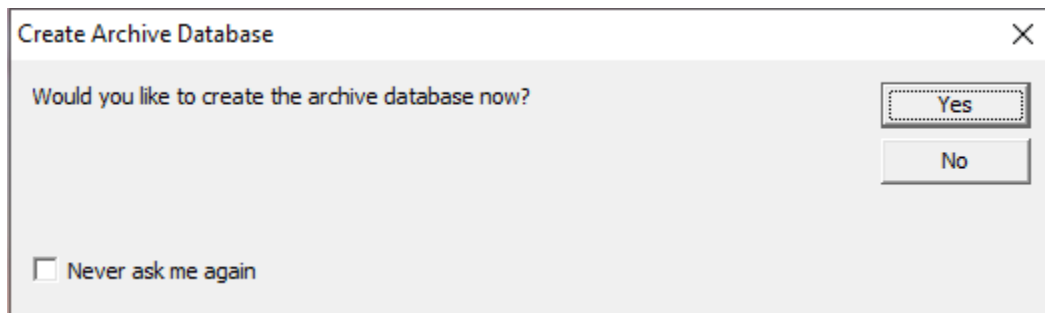 Create Archive Database
Would you like to create the archive database now?
Yes
No
Never ask me again